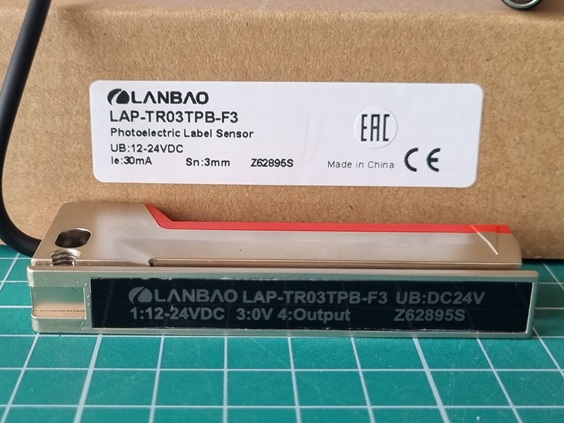 LANBAO
LAP-TR03TPB-F3
Photoelectric Label Sensor
UB:12-24VDC
Ie:30mA Sn:3mm Z62895S
EAC
Made in China CE
LANBAO LAP-TR03TPB-F3 UB:DC24V
1:12-24VDC 3:0V 4:Output Z62895S